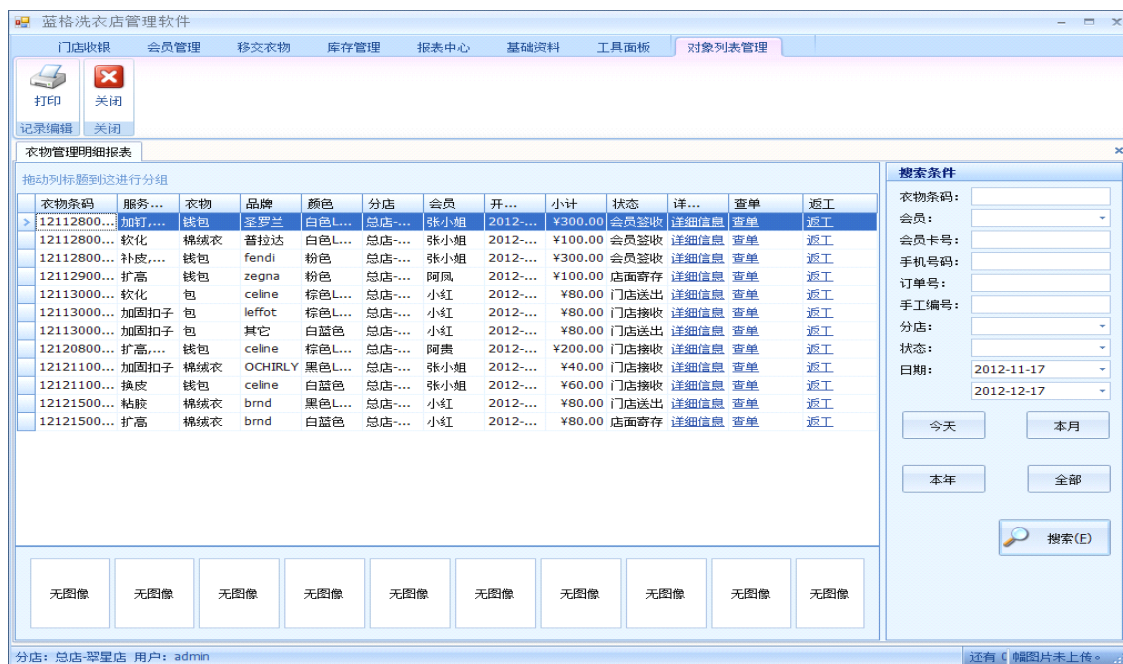 蓝格洗衣店管理软件
门店收银 会员管理 移交衣物 库存管理 报表中心 基础资料 工具面板 对象列表管理
打印 关闭
记录编辑 关闭
衣物管理明细报表
拖动列标题到这进行分组
衣物条码 服务... 衣物 品牌 颜色 分店 会员 开... 小计 状态 详... 查单 返工
12112800... 加钉,... 钱包 圣罗兰 白色L... 总店-... 张小姐 2012-... ¥300.00 会员签收 详细信息 查单 返工
12112800... 软化 棉绒衣 普拉达 白色L... 总店-... 张小姐 2012-... ¥100.00 会员签收 详细信息 查单 返工
12112800... 补皮,... 钱包 fendi 粉色 总店-... 张小姐 2012-... ¥300.00 会员签收 详细信息 查单 返工
12112900... 扩高 钱包 zegna 粉色 总店-... 阿凤 2012-... ¥100.00 店面寄存 详细信息 查单 返工
12113000... 软化 包 celine 棕色L... 总店-... 小红 2012-... ¥80.00 门店送出 详细信息 查单 返工
12113000... 加固扣子 包 leffot 棕色L... 总店-... 小红 2012-... ¥80.00 门店接收 详细信息 查单 返工
12113000... 加固扣子 包 其它 白蓝色 总店-... 小红 2012-... ¥80.00 门店送出 详细信息 查单 返工
12120800... 扩高,... 钱包 celine 棕色L... 总店-... 阿贵 2012-... ¥200.00 门店接收 详细信息 查单 返工
12121100... 加固扣子 棉绒衣 OCHIRLY 黑色L... 总店-... 张小姐 2012-... ¥40.00 门店接收 详细信息 查单 返工
12121100... 换皮 钱包 celine 白蓝色 总店-... 张小姐 2012-... ¥60.00 门店接收 详细信息 查单 返工
12121500... 粘胶 棉绒衣 brnd 黑色L... 总店-... 小红 2012-... ¥80.00 门店送出 详细信息 查单 返工
12121500... 扩高 棉绒衣 brnd 白蓝色 总店-... 小红 2012-... ¥80.00 店面寄存 详细信息 查单 返工
无图像 无图像 无图像 无图像 无图像 无图像 无图像 无图像 无图像 无图像
搜索条件
衣物条码:
会员:
会员卡号:
手机号码:
订单号:
手工编号:
分店:
状态:
日期: 2012-11-17
2012-12-17
今天 本月
本年 全部
搜索(F)
分店: 总店-翠星店 用户: admin
还有 幅图片未上传。